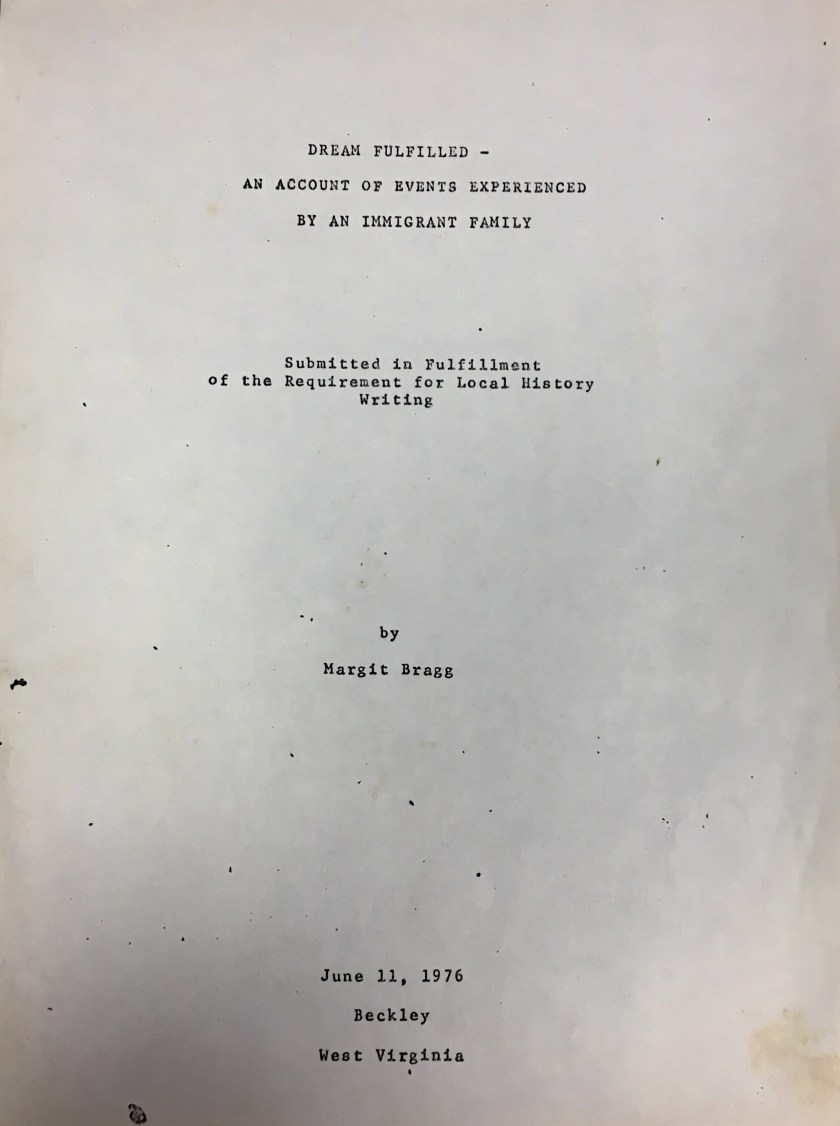 DREAM FULFILLED -
AN ACCOUNT OF EVENTS EXPERIENCED
BY AN IMMIGRANT FAMILY
Submitted in Fulfillment
of the Requirement for Local History
Writing
by
Margit Bragg
June 11, 1976
Beckley
West Virginia